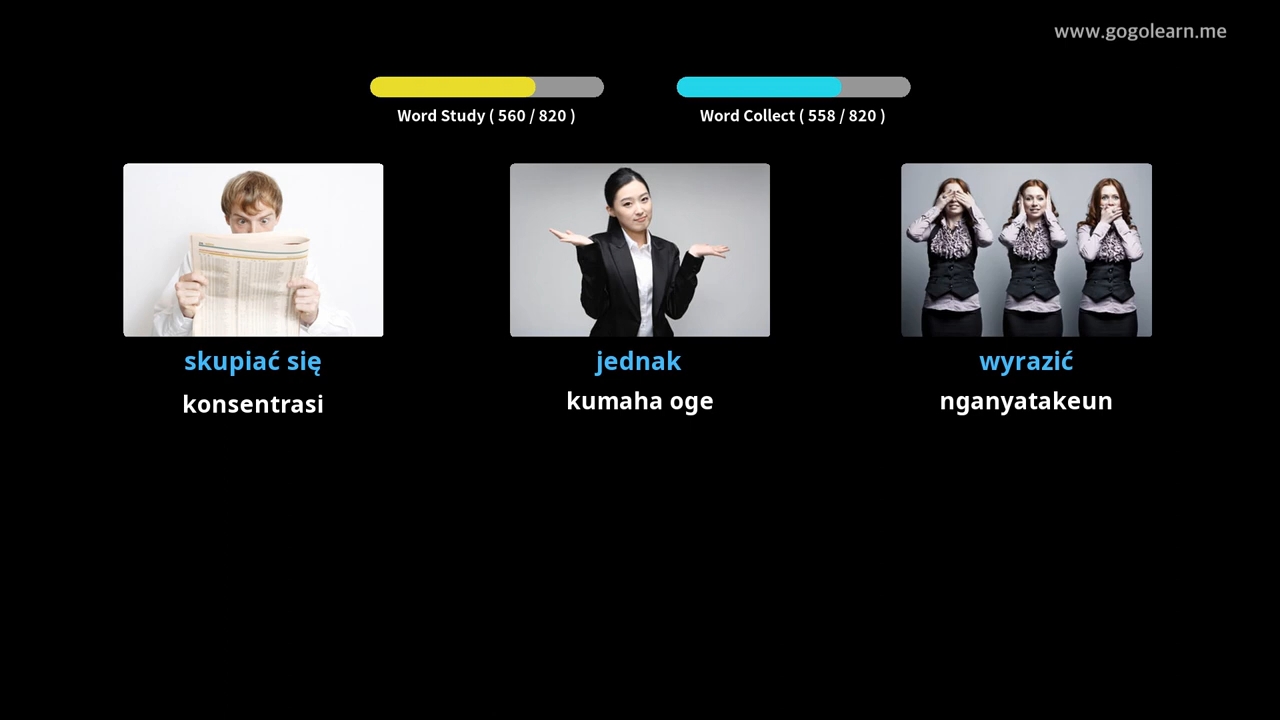 www.gogolearn.me
Word Study ( 560 / 820 )
Word Collect ( 558 / 820 )
skupiać się
konsentrasi
jednak
kumaha oge
wyrazić
nganyatakeun